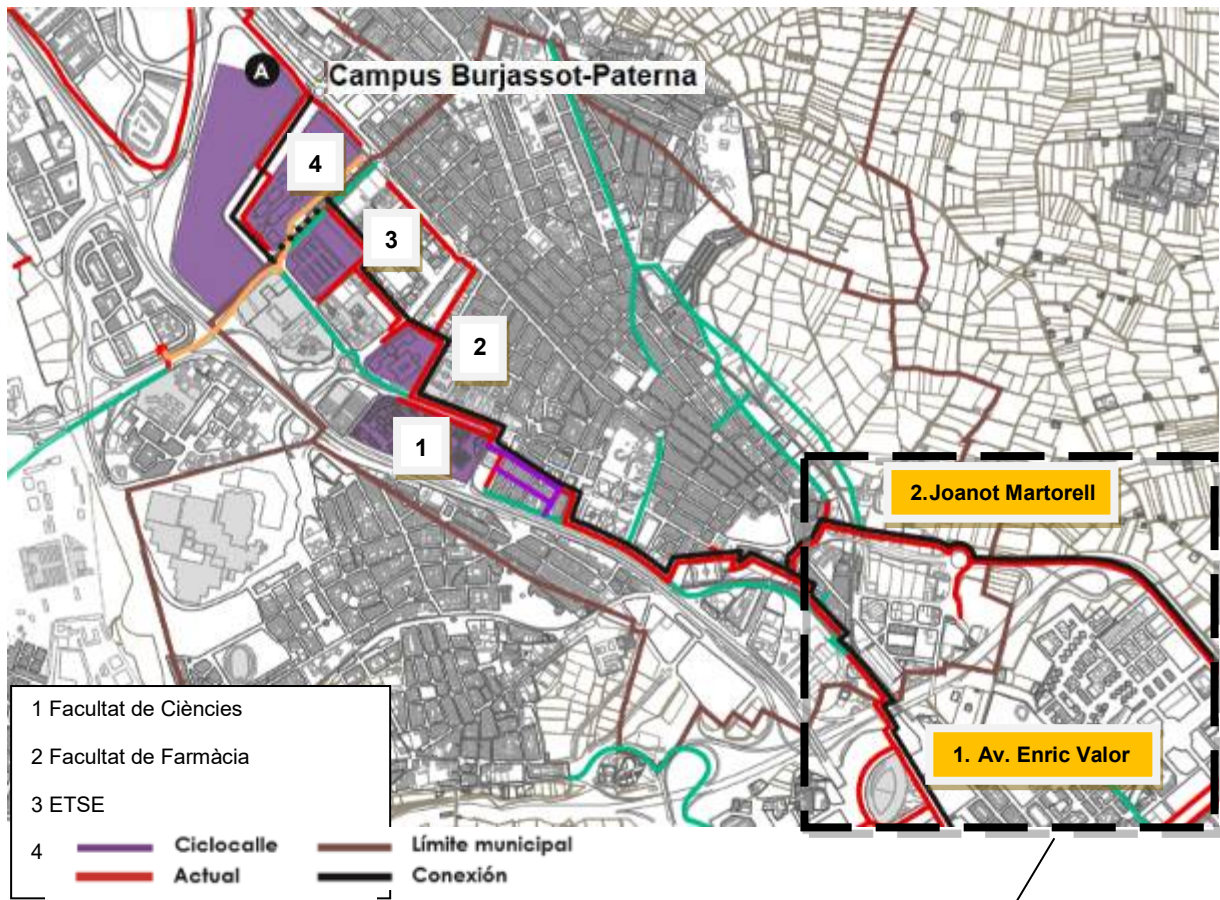 A
Campus Burjassot-Paterna
4
3
2
1
2.Joanot Martorell
1. Av. Enric Valor
1 Facultat de Ciències
2 Facultat de Farmàcia
3 ETSE
4
Ciclocalle
Límite municipal
Actual
Conexión